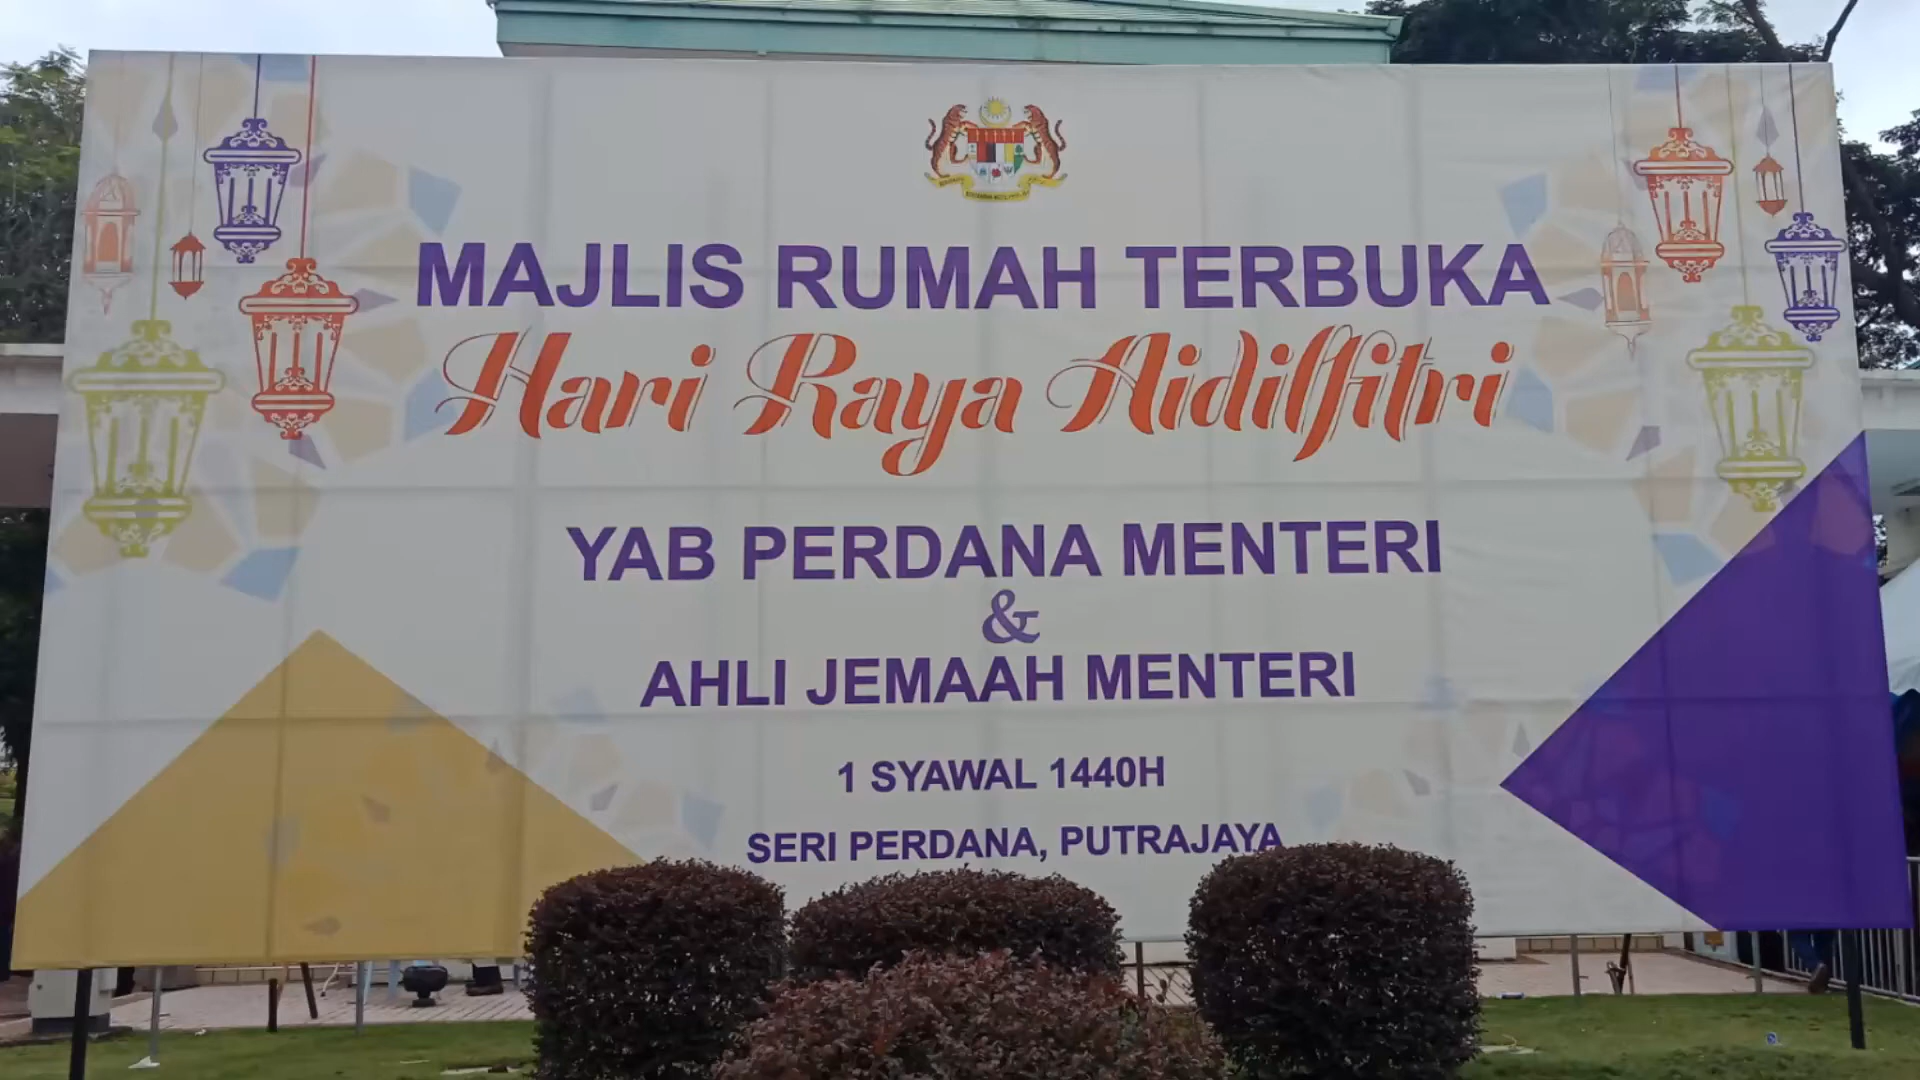 MAJLIS RUMAH TERBUKA
Hari Raya Aidilfitri
YAB PERDANA MENTERI
&
AHLI JEMAAH MENTERI
1 SYAWAL 1440H
SERI PERDANA, PUTRAJAYA